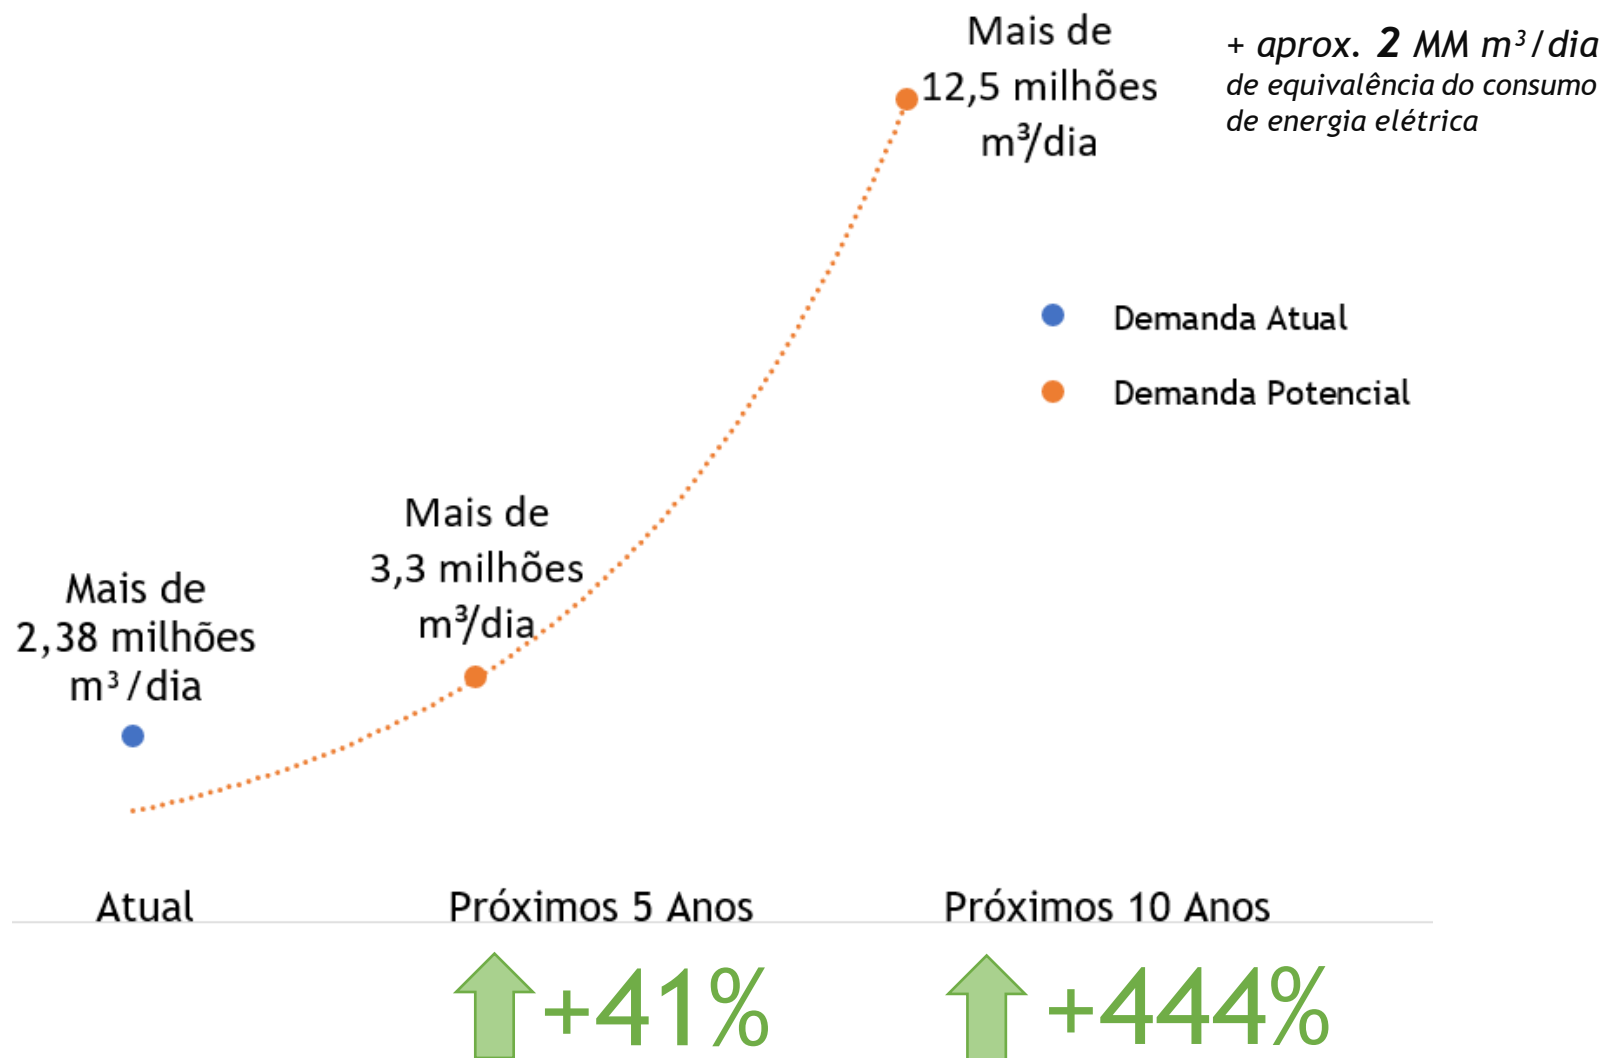 Mais de
12,5 milhões
m³/dia
+ aprox. 2 MM m³/dia
de equivalência do consumo
de energia elétrica
Demanda Atual
Demanda Potencial
Mais de
3,3 milhões
m³/dia
Mais de
2,38 milhões
m³/dia
Atual
Próximos 5 Anos
Próximos 10 Anos
+41%
+444%